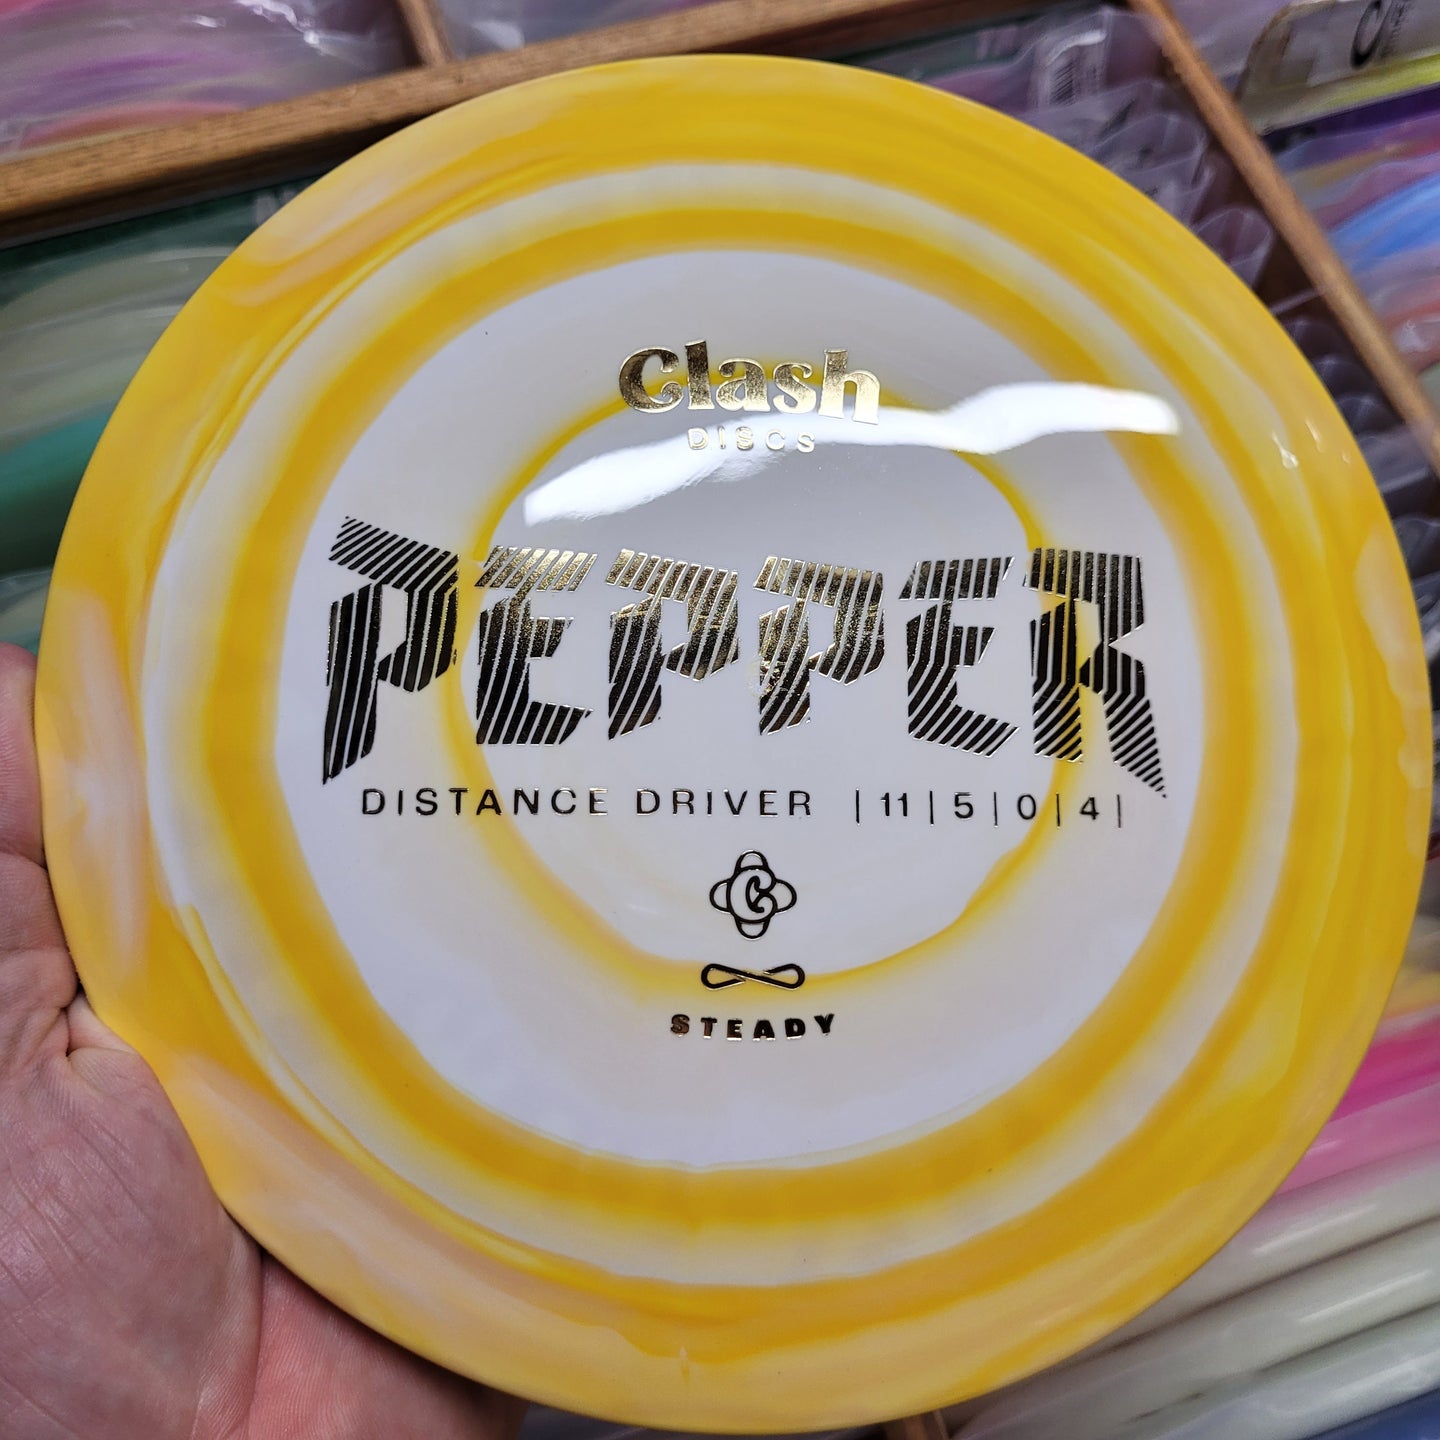 Clash
DISCS
PEPPER
DISTANCE DRIVER | 11 | 5 | 0 | 4 |
C
STEADY